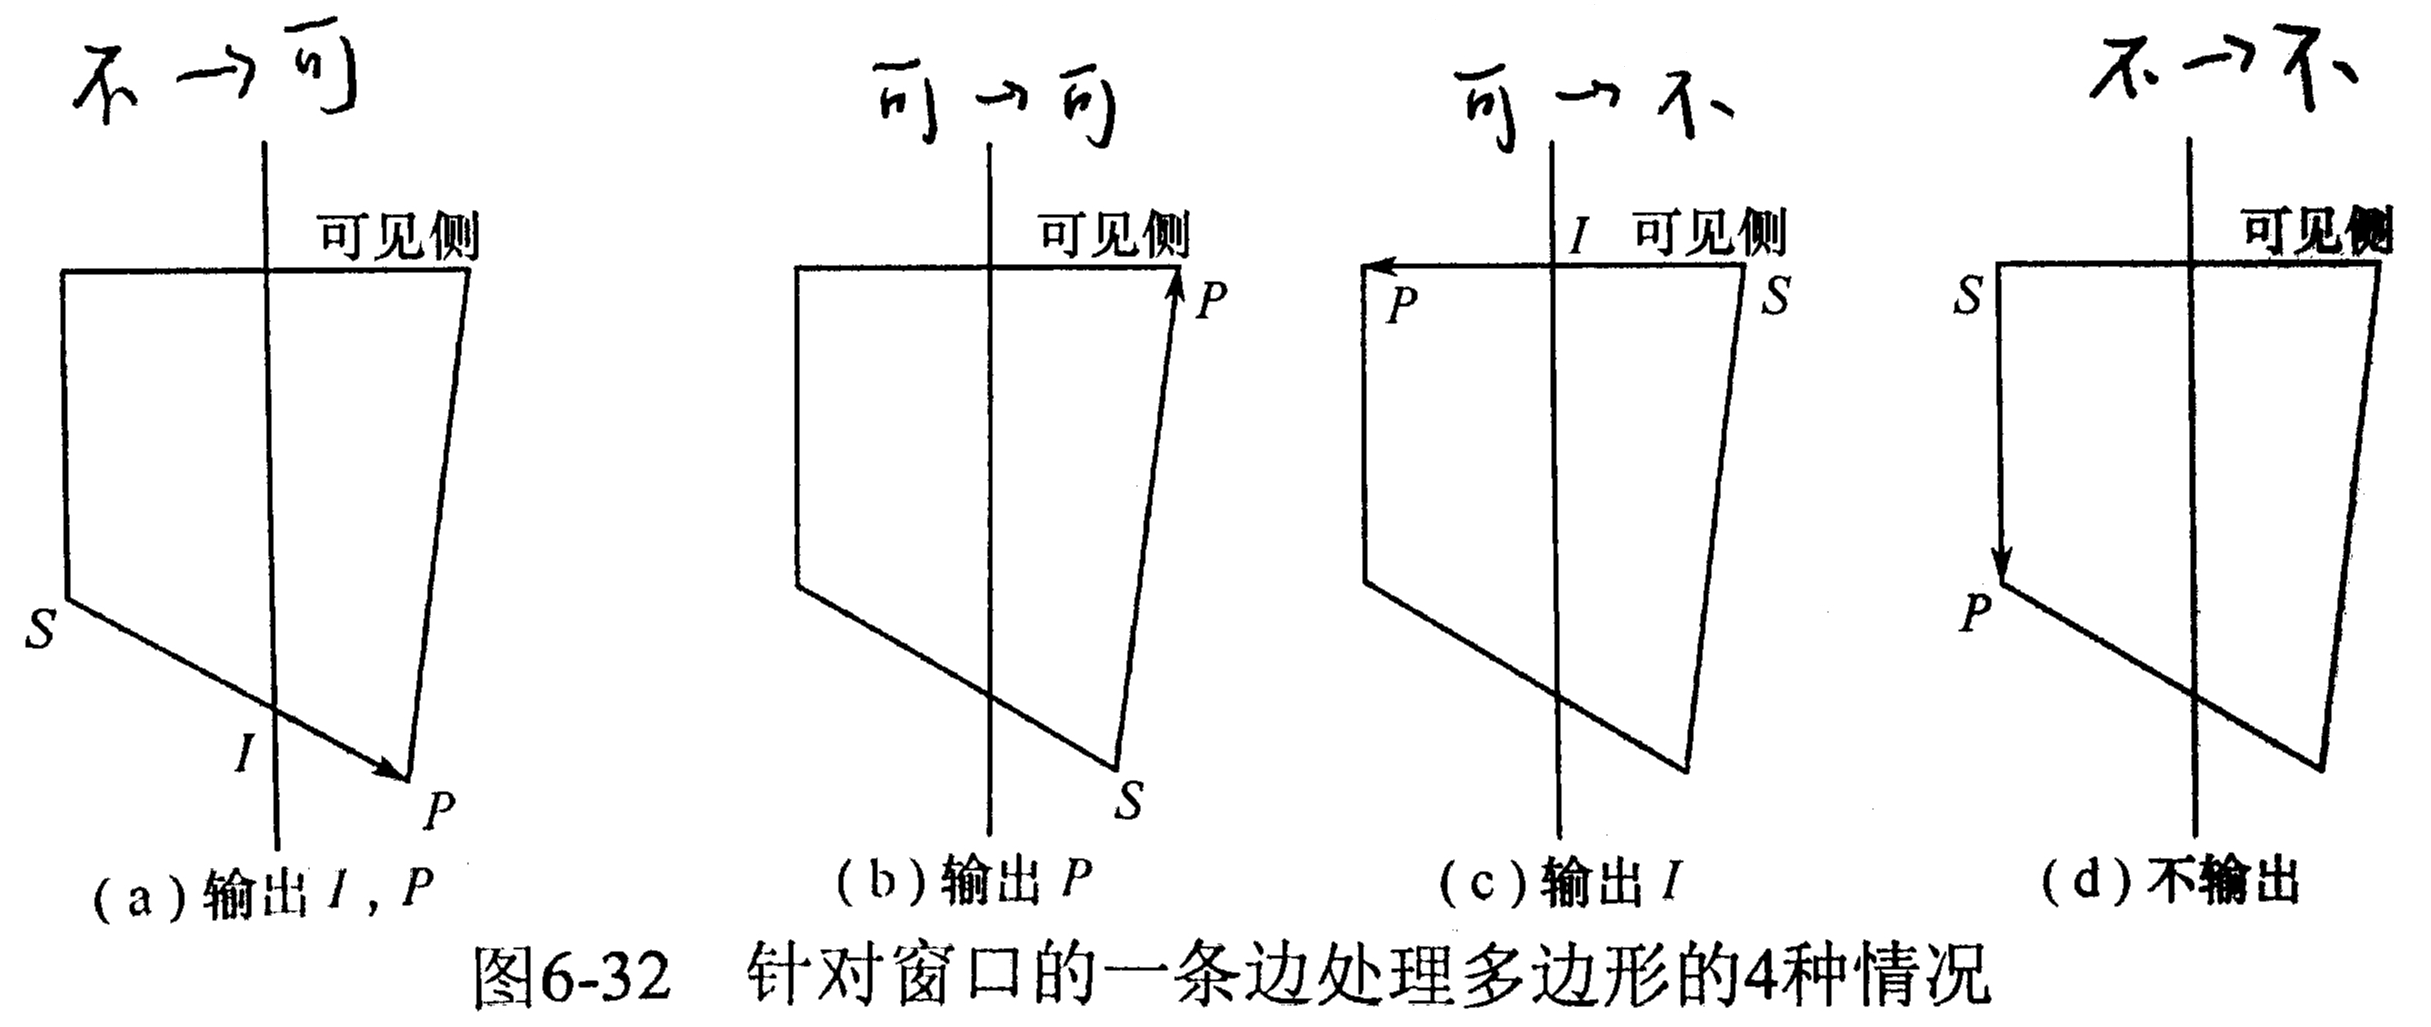 不→可
可→可
可→不
不→不
可见侧
可见侧
I 可见侧
可见侧
P
P
S
S
S
P
I
P
S
(a)输出 I, P
(b)输出 P
(c)输出 I
(d)不输出
图6-32 针对窗口的一条边处理多边形的4种情况